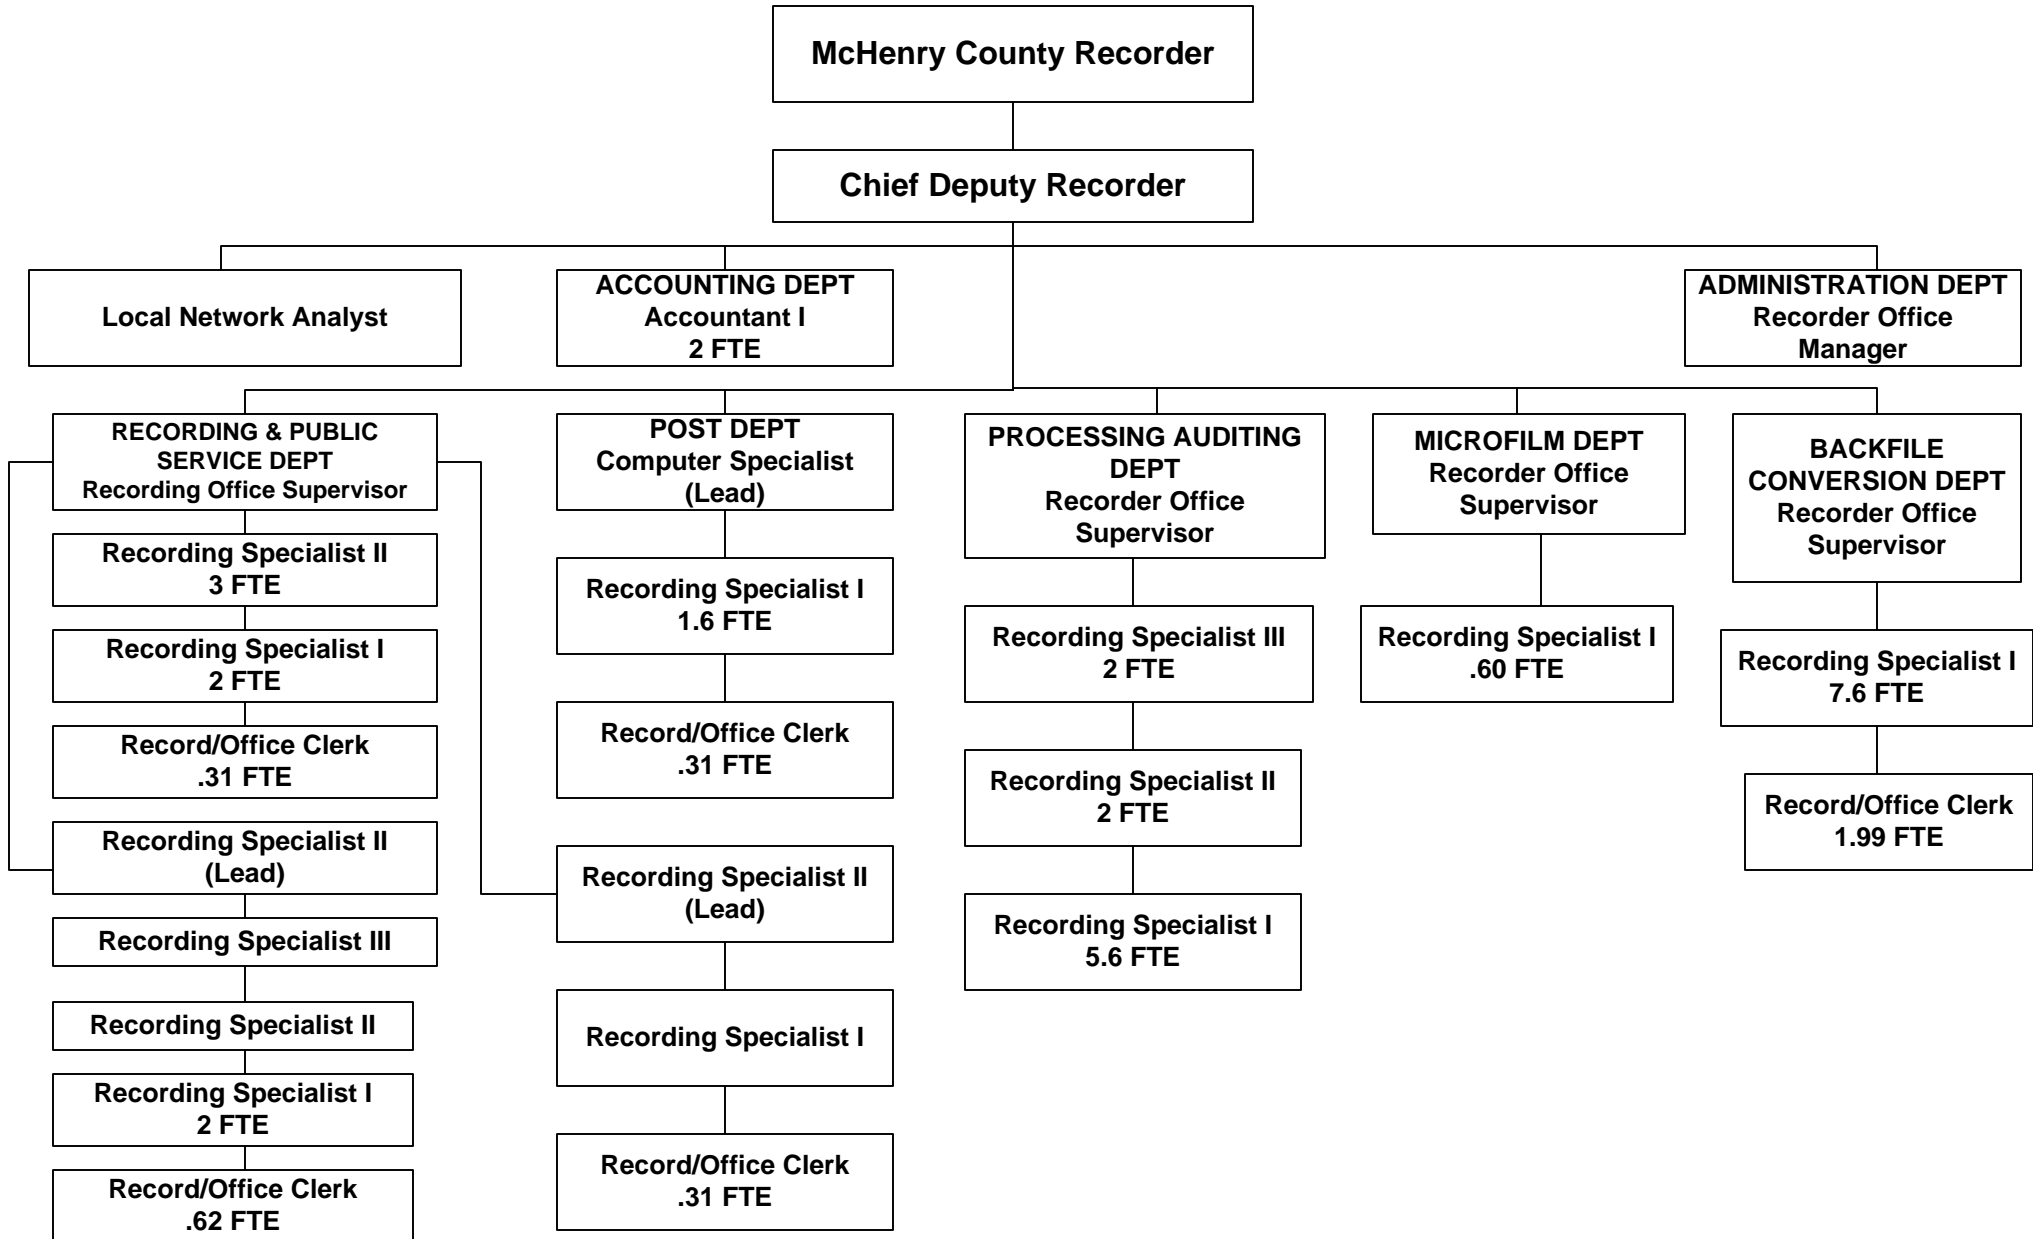 McHenry County Recorder
Chief Deputy Recorder
Local Network Analyst
ACCOUNTING DEPT
Accountant I
2 FTE
ADMINISTRATION DEPT
Recorder Office
Manager
RECORDING & PUBLIC
SERVICE DEPT
Recording Office Supervisor
Recording Specialist II
3 FTE
Recording Specialist I
2 FTE
Record/Office Clerk
.31 FTE
Recording Specialist II
(Lead)
Recording Specialist III
Recording Specialist II
Recording Specialist I
2 FTE
Record/Office Clerk
.62 FTE
POST DEPT
Computer Specialist
(Lead)
Recording Specialist I
1.6 FTE
Record/Office Clerk
.31 FTE
Recording Specialist II
(Lead)
Recording Specialist I
Record/Office Clerk
.31 FTE
PROCESSING AUDITING
DEPT
Recorder Office
Supervisor
Recording Specialist III
2 FTE
Recording Specialist II
2 FTE
Recording Specialist I
5.6 FTE
MICROFILM DEPT
Recorder Office
Supervisor
Recording Specialist I
.60 FTE
BACKFILE
CONVERSION DEPT
Recorder Office
Supervisor
Recording Specialist I
7.6 FTE
Record/Office Clerk
1.99 FTE